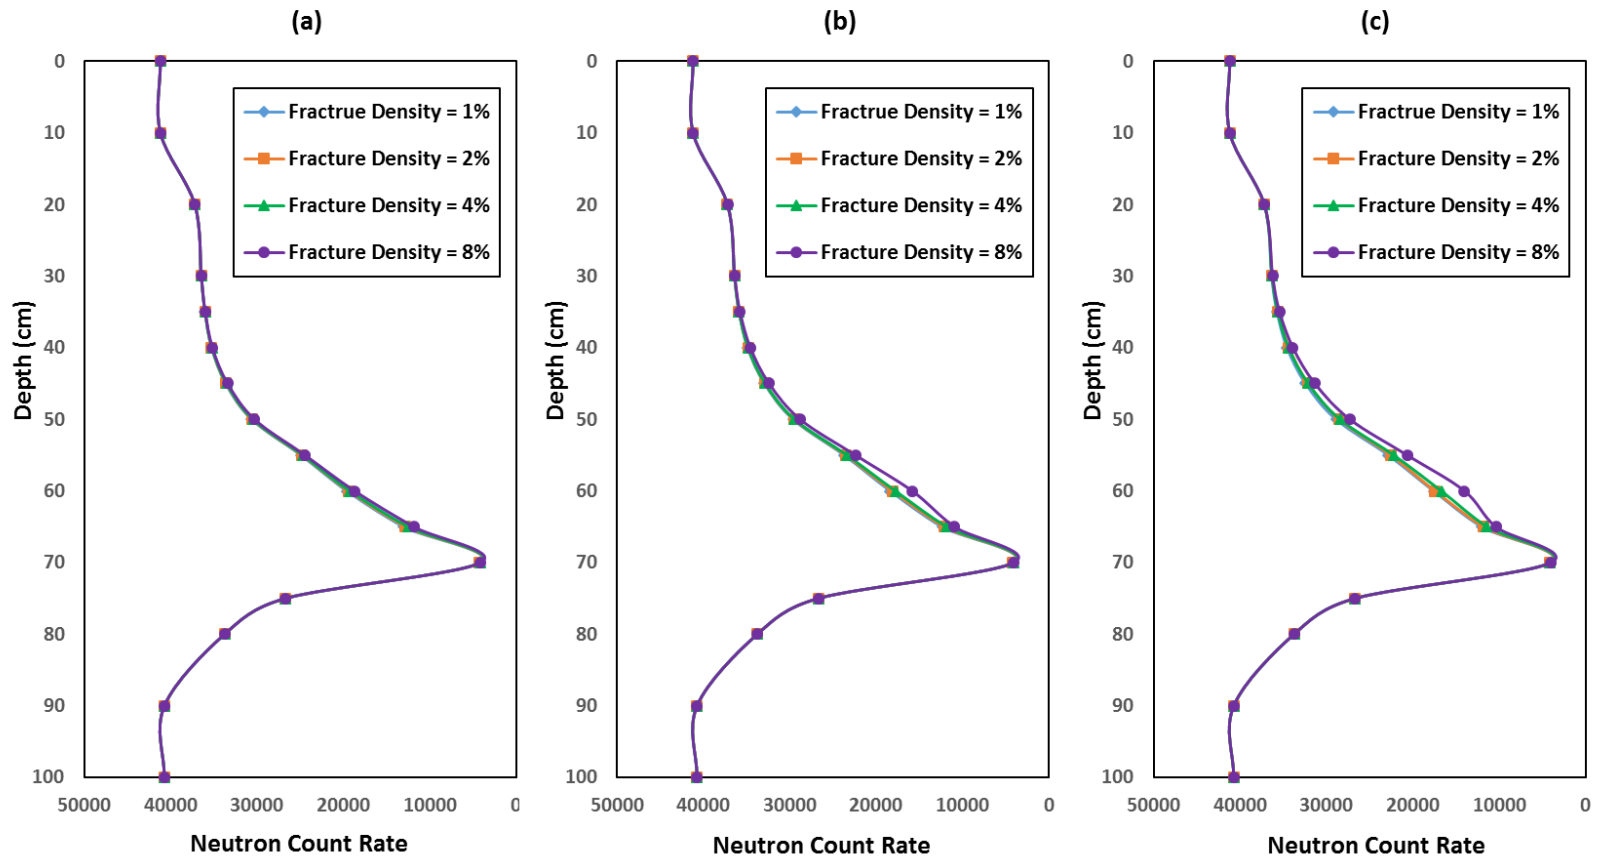 (a)
0
10
20
30
40
50
60
70
80
90
100
50000 40000 30000 20000 10000 0
Depth (cm)
Neutron Count Rate
Fractrue Density = 1%
Fracture Density = 2%
Fracture Density = 4%
Fracture Density = 8%
(b)
0
10
20
30
40
50
60
70
80
90
100
50000 40000 30000 20000 10000 0
Depth (cm)
Neutron Count Rate
Fractrue Density = 1%
Fracture Density = 2%
Fracture Density = 4%
Fracture Density = 8%
(c)
0
10
20
30
40
50
60
70
80
90
100
50000 40000 30000 20000 10000 0
Depth (cm)
Neutron Count Rate
Fractrue Density = 1%
Fracture Density = 2%
Fracture Density = 4%
Fracture Density = 8%